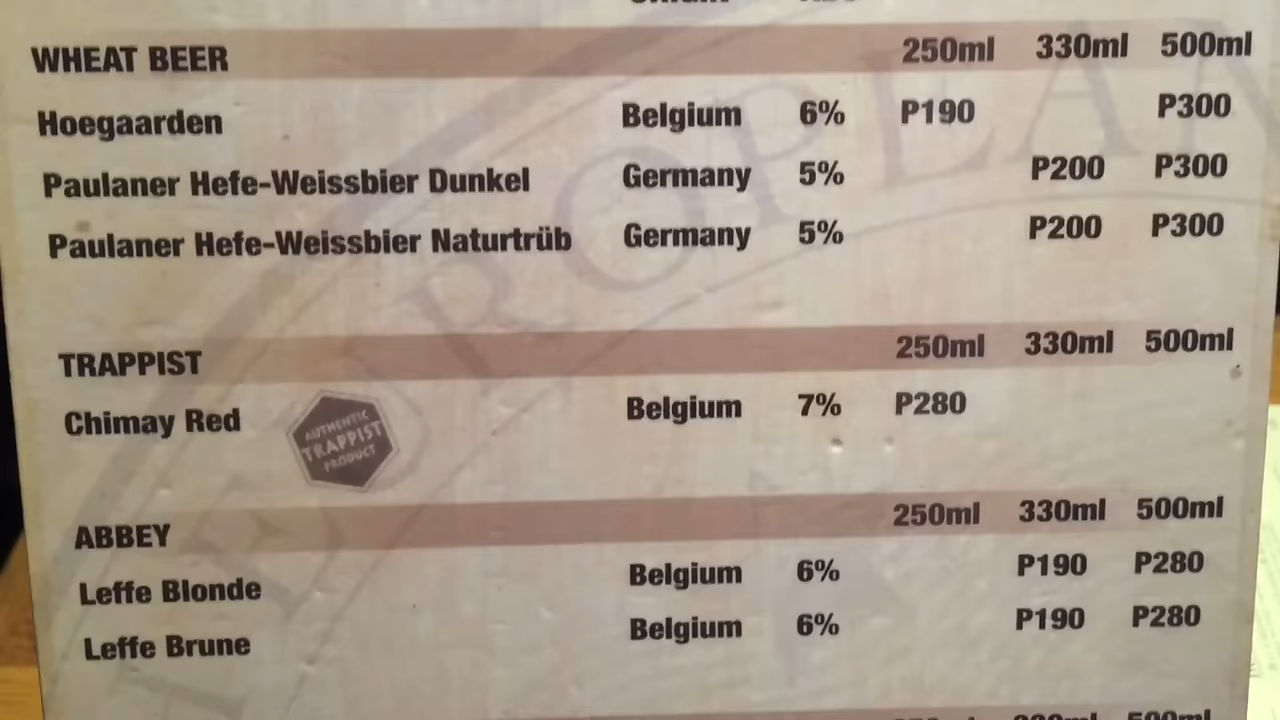 WHEAT BEER 250ml 330ml 500ml
Hoegaarden Belgium 6% P190 P300
Paulaner Hefe-Weissbier Dunkel Germany 5% P200 P300
Paulaner Hefe-Weissbier Naturtrüb Germany 5% P200 P300
TRAPPIST 250ml 330ml 500ml
Chimay Red Belgium 7% P280
AUTHENTIC
TRAPPIST
PRODUCT
ABBEY 250ml 330ml 500ml
Leffe Blonde Belgium 6% P190 P280
Leffe Brune Belgium 6% P190 P280